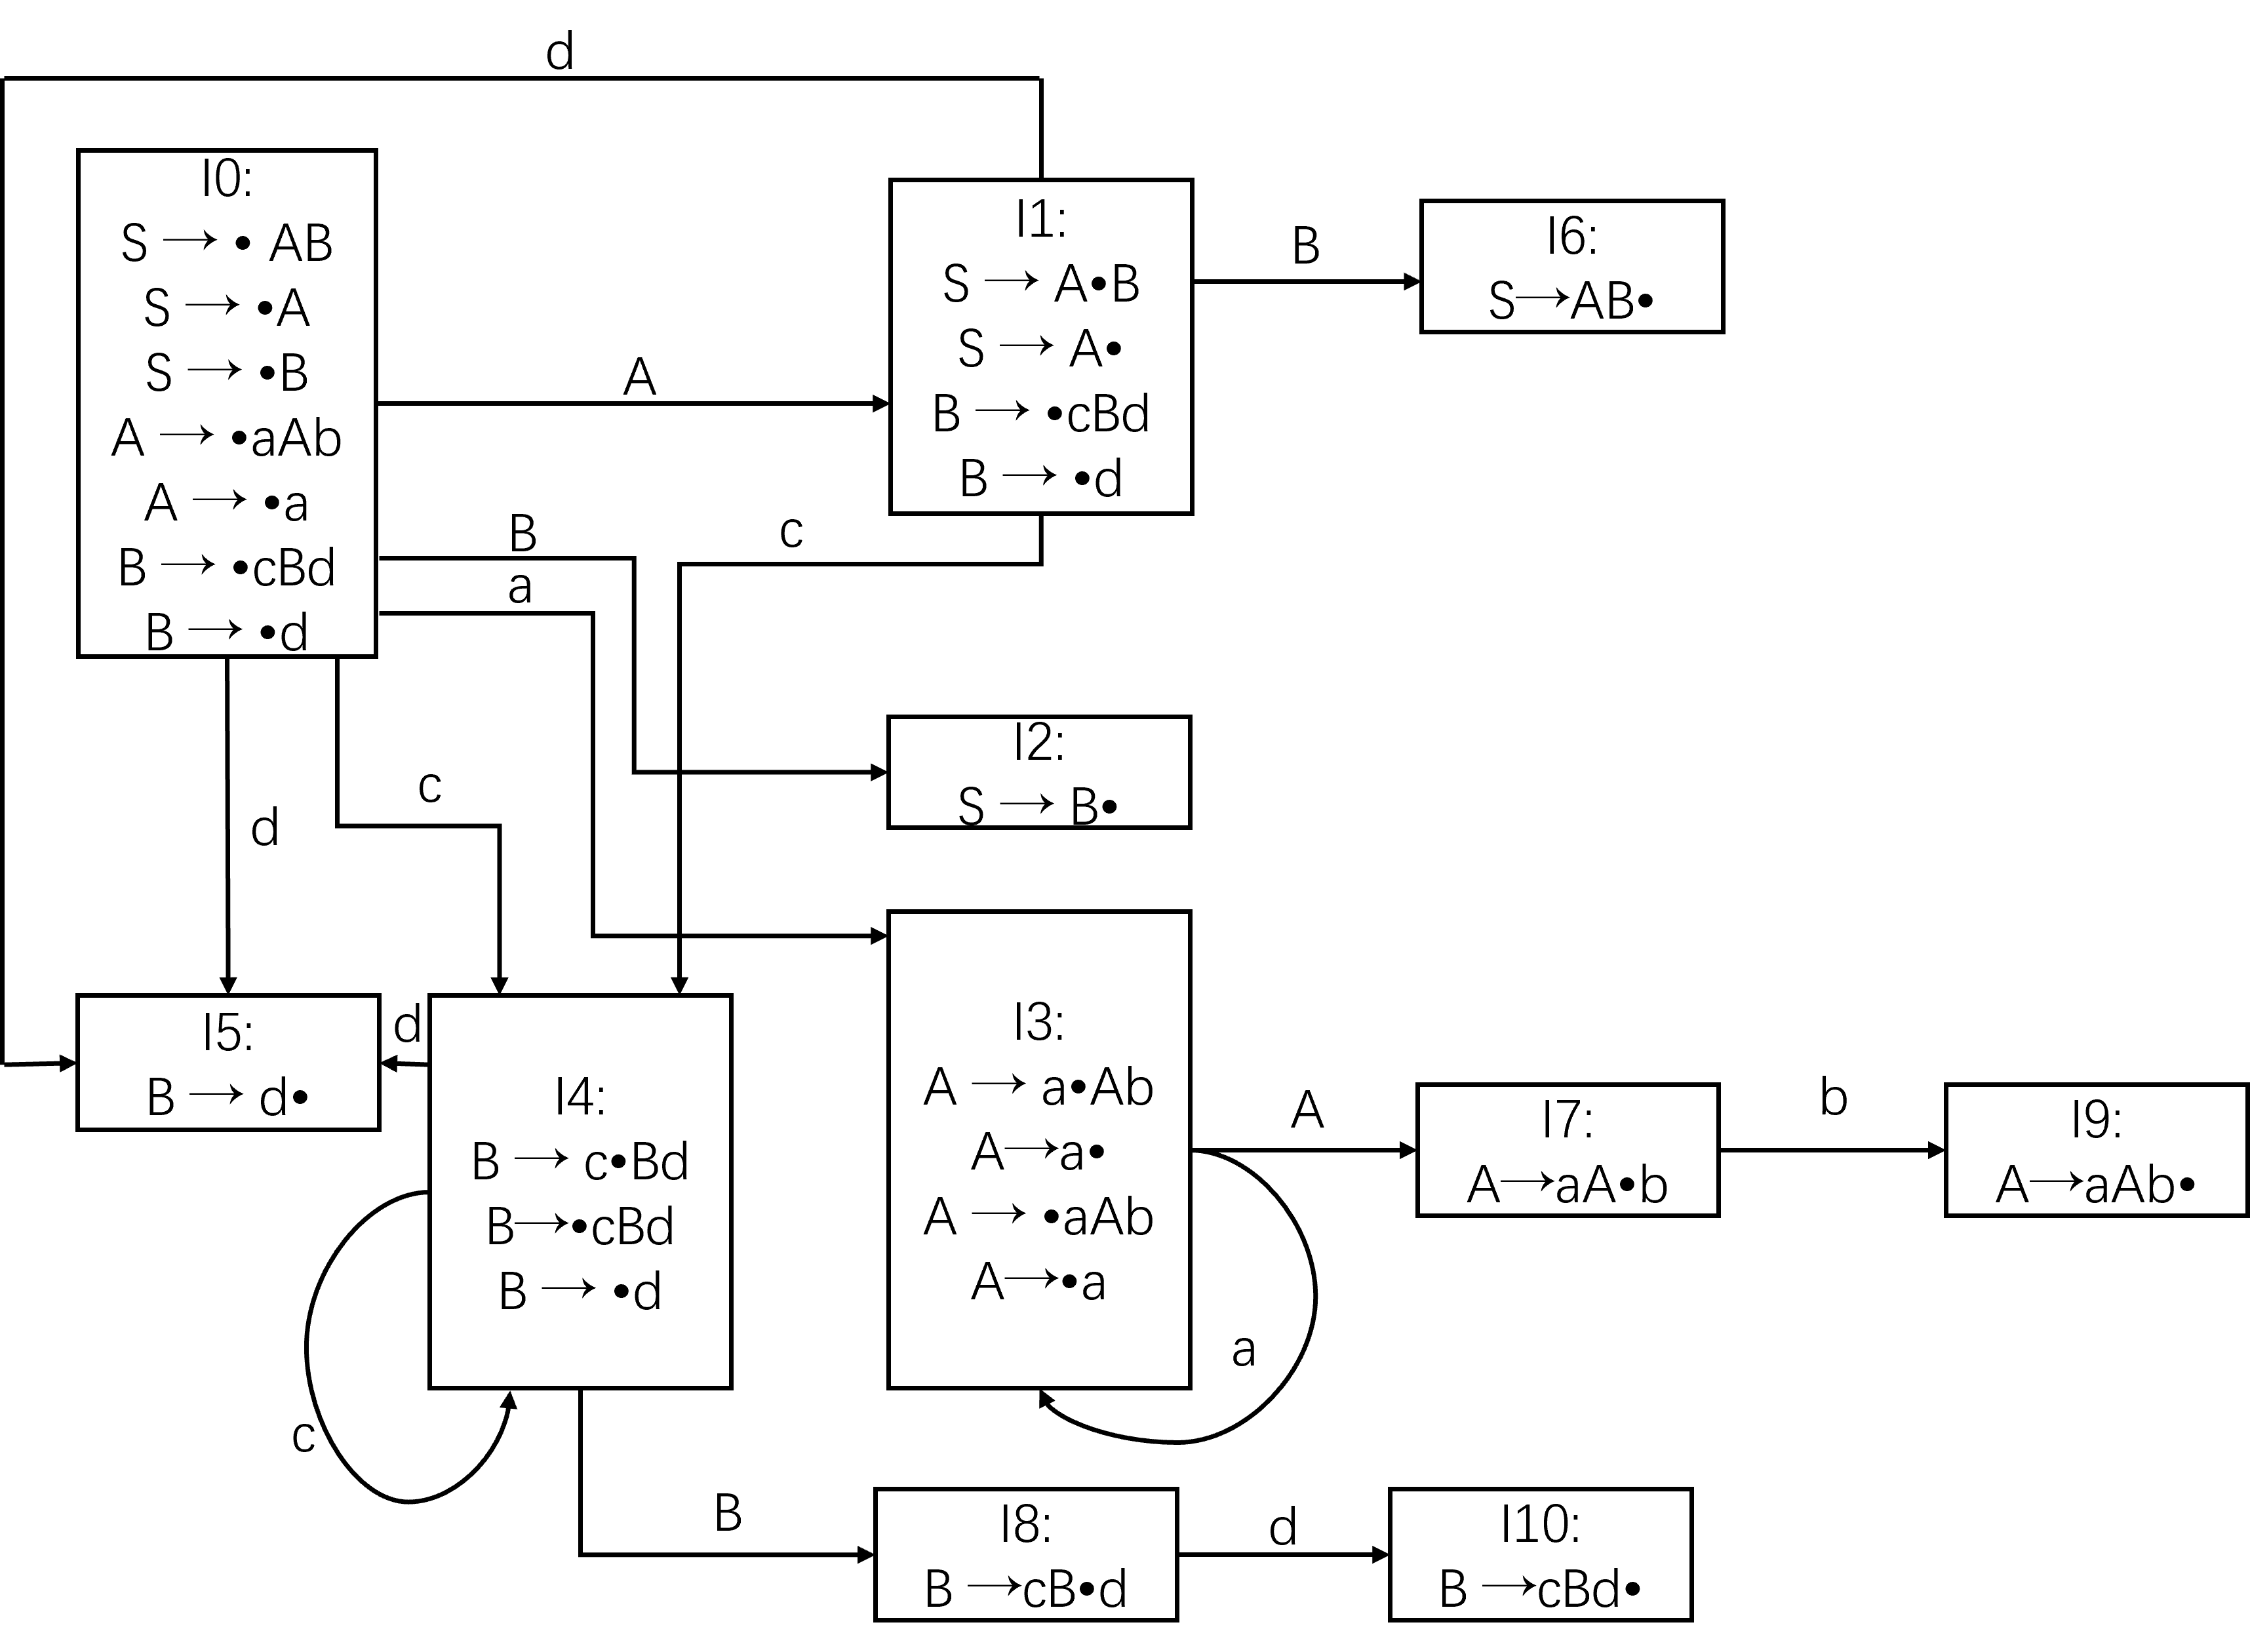 d
I0:
S → • AB
S → •A
S → •B
A → •aAb
A → •a
B → •cBd
B → •d
A
I1:
S → A•B
S → A•
B → •cBd
B → •d
B
I6:
S→AB•
B
a
c
I2:
S → B•
c
d
I5:
B → d•
d
I4:
B → c•Bd
B→•cBd
B → •d
I3:
A → a•Ab
A→a•
A → •aAb
A→•a
A
I7:
A→aA•b
b
I9:
A→aAb•
a
c
B
I8:
B →cB•d
d
I10:
B →cBd•